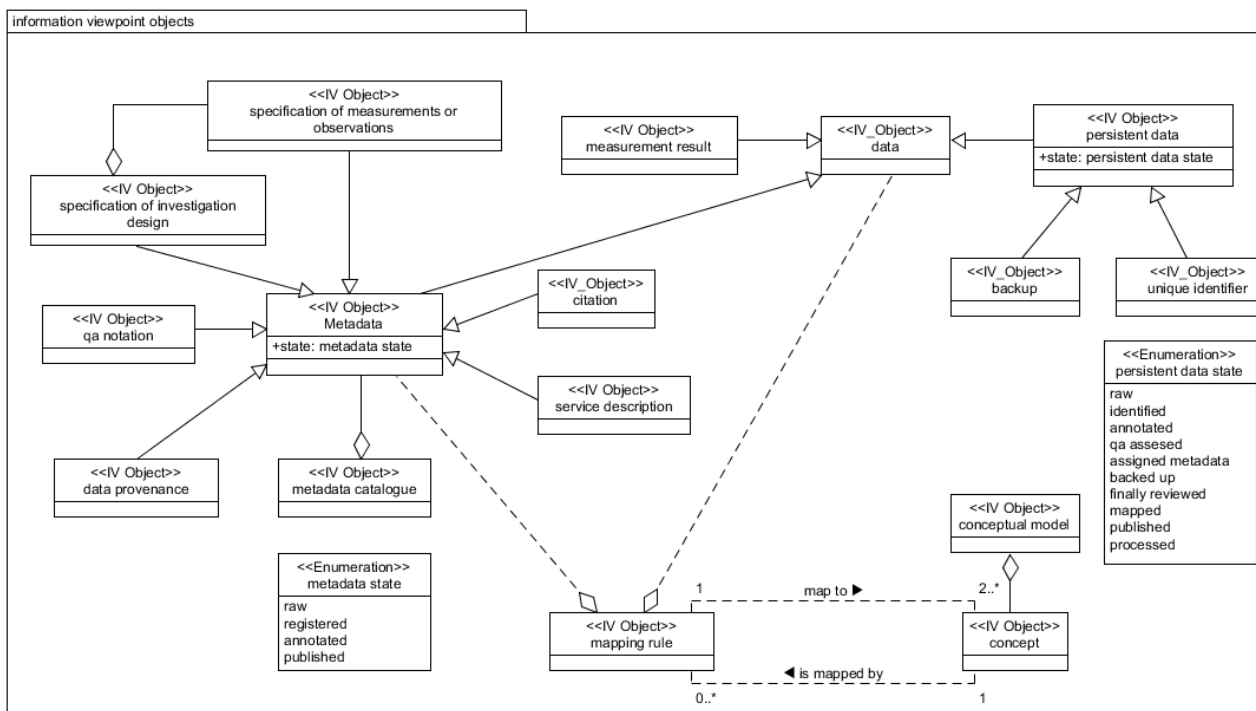 information viewpoint objects
<<IV Object>>
specification of measurements or
observations
<<IV Object>>
measurement result
<<IV_Object>>
data
<<IV Object>>
persistent data
+state: persistent data state
<<IV Object>>
specification of investigation
design
<<IV_Object>>
backup
<<IV_Object>>
unique identifier
<<IV_Object>>
citation
<<IV Object>>
Metadata
+state: metadata state
<<IV Object>>
qa notation
<<IV Object>>
service description
<<Enumeration>>
persistent data state
raw
identified
annotated
qa assesed
assigned metadata
backed up
finally reviewed
mapped
published
processed
<<IV Object>>
data provenance
<<IV Object>>
metadata catalogue
<<IV Object>>
conceptual model
<<Enumeration>>
metadata state
raw
registered
annotated
published
1
map to ▶
2..*
<<IV Object>>
mapping rule
<<IV Object>>
concept
◀ is mapped by
0..*
1